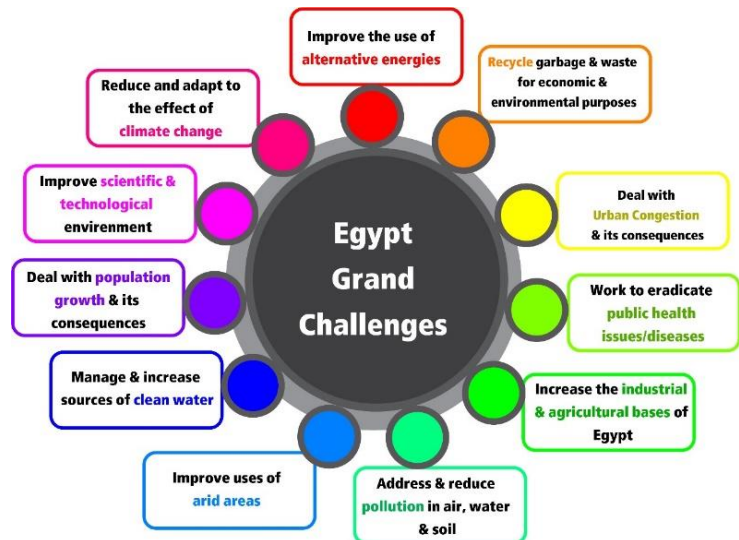 Egypt
Grand
Challenges
Improve the use of
alternative energies
Recycle garbage & waste
for economic &
environmental purposes
Deal with
Urban Congestion
& its consequences
Work to eradicate
public health
issues/diseases
Increase the industrial
& agricultural bases of
Egypt
Address & reduce
pollution in air, water
& soil
Improve uses of
arid areas
Manage & increase
sources of clean water
Deal with population
growth & its
consequences
Improve scientific &
technological
envirenment
Reduce and adapt to
the effect of
climate change